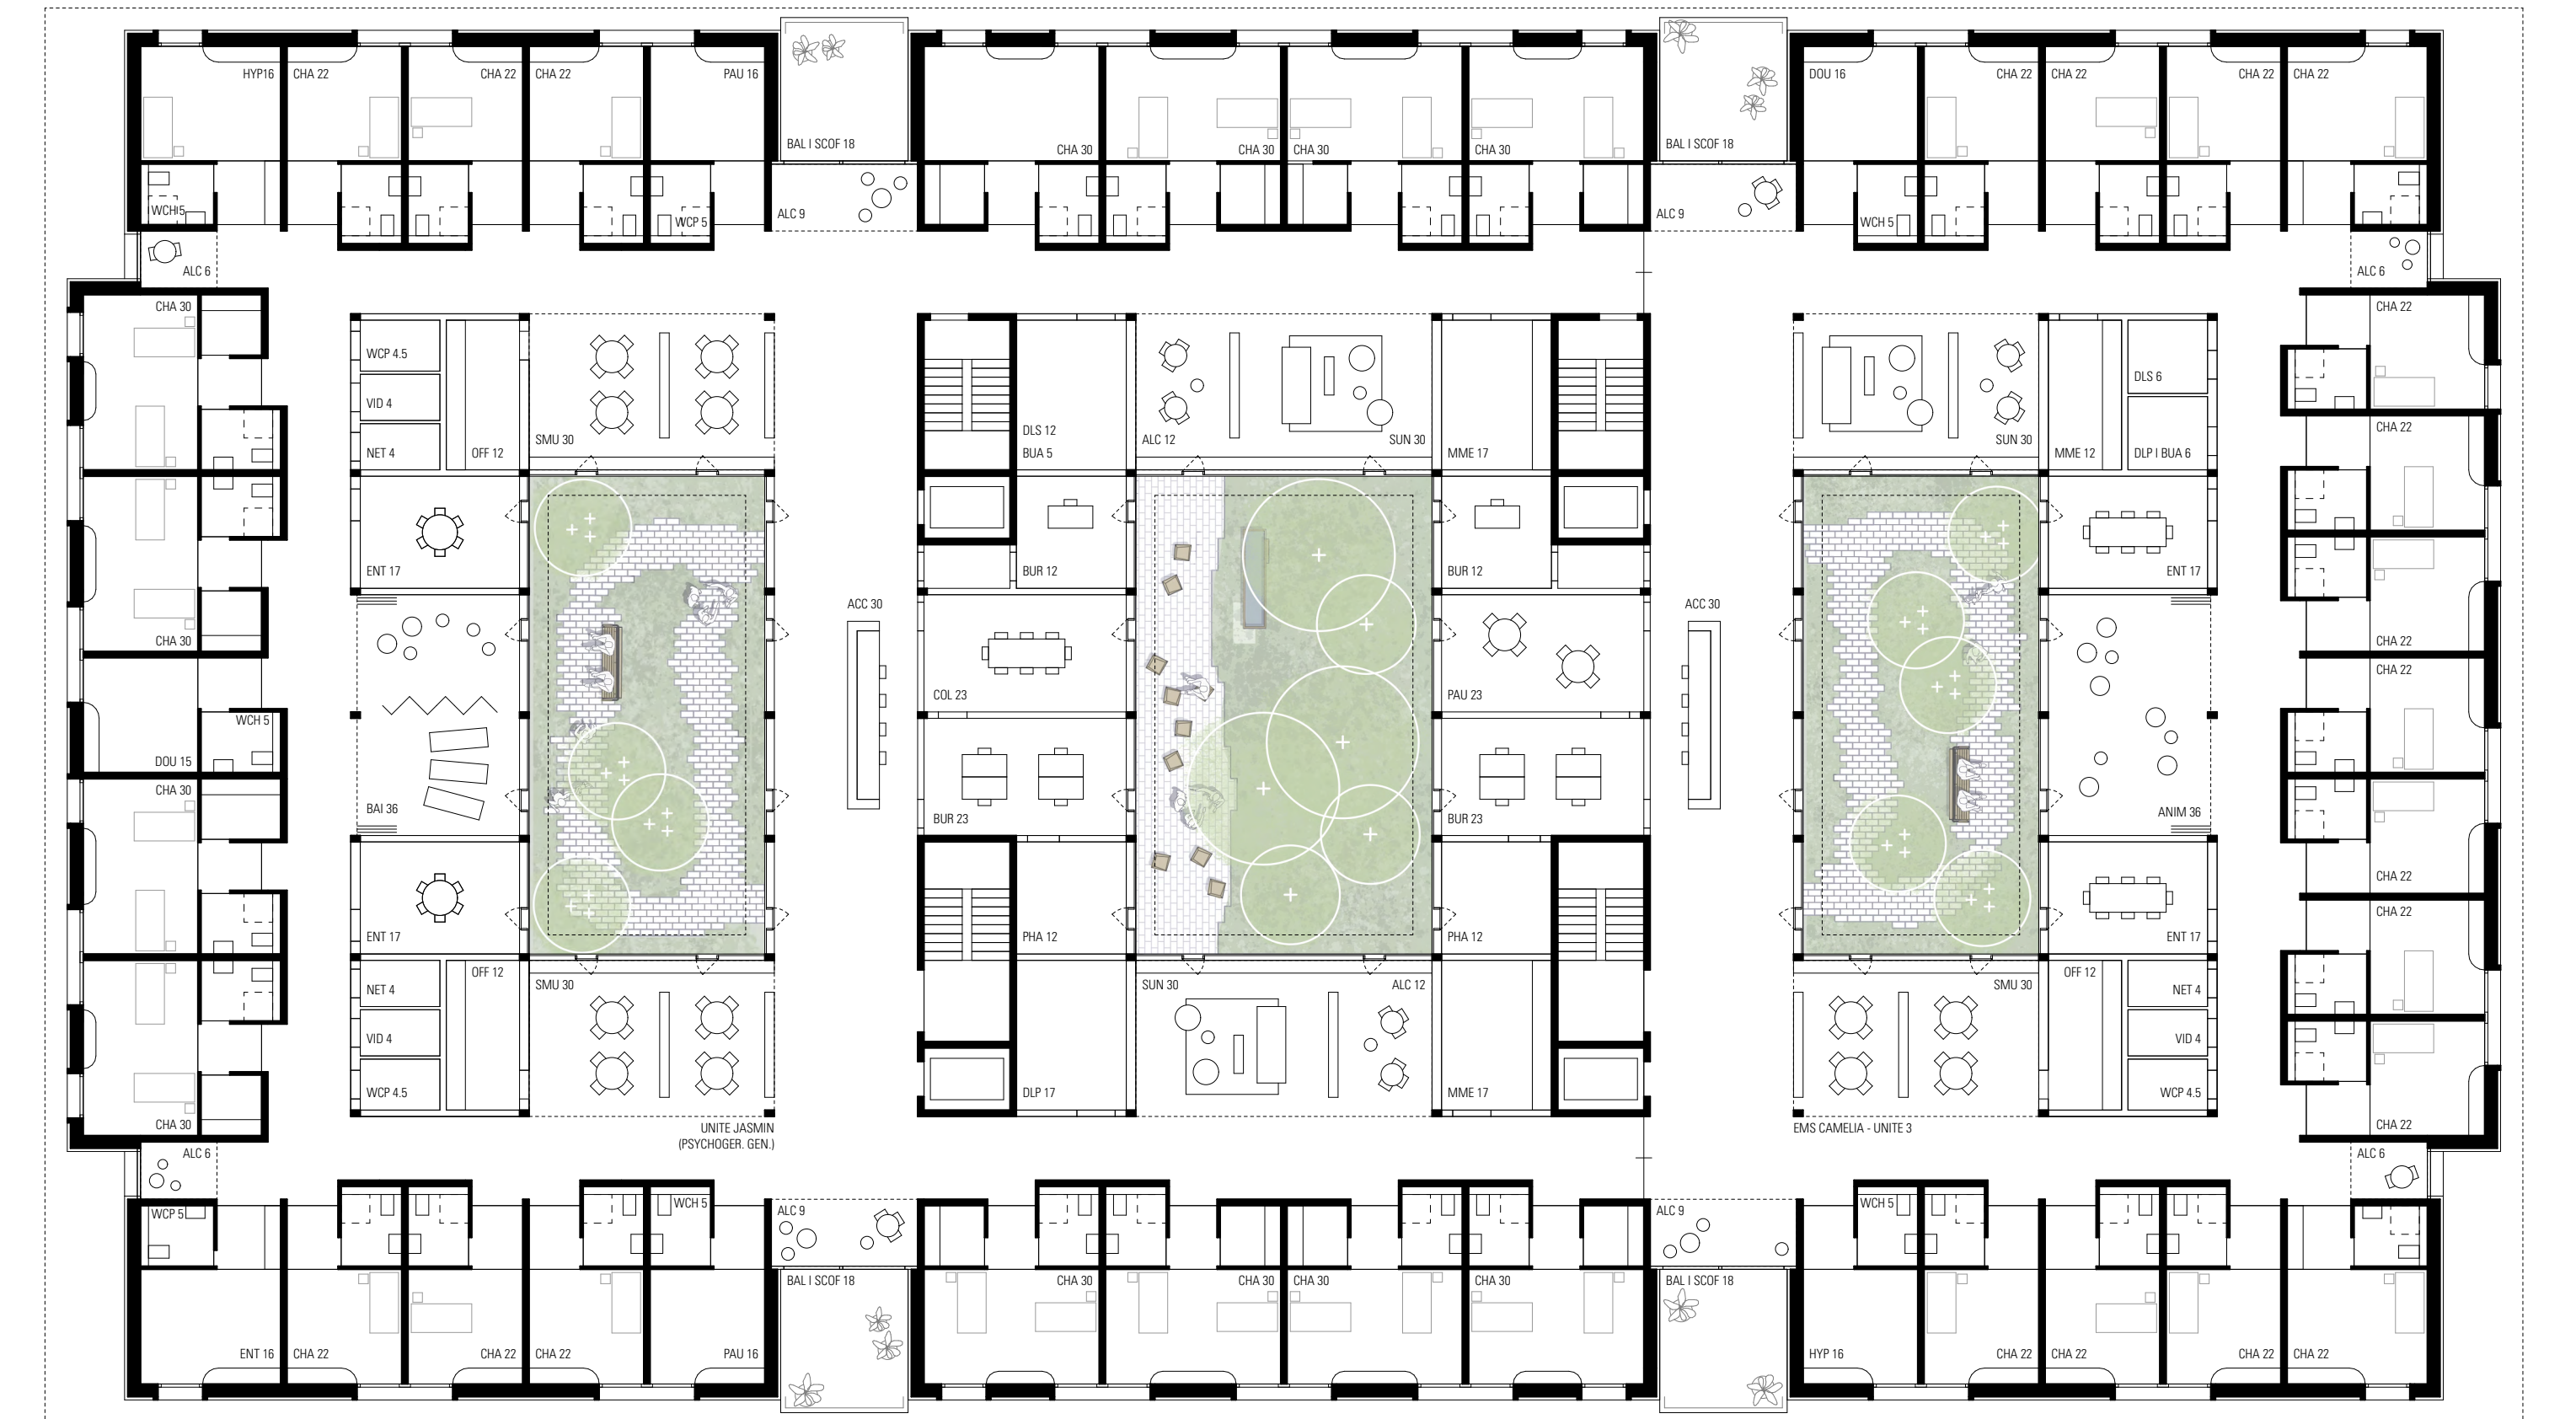 HYP16
CHA 22
CHA 22
CHA 22
PAU 16
DOU 16
CHA 22
CHA 22
CHA 22
CHA 22
BAL I SCOF 18
CHA 30
CHA 30
CHA 30
CHA 30
BAL I SCOF 18
WCH 5
WCP 5
ALC 9
ALC 9
WCH 5
ALC 6
ALC 6
CHA 30
CHA 22
WCP 4.5
DLS 6
VID 4
CHA 22
NET 4
OFF 12
SMU 30
DLS 12
BUA 5
ALC 12
SUN 30
MME 17
SUN 30
MME 12
DLP I BUA 6
ENT 17
BUR 12
BUR 12
ENT 17
ACC 30
ACC 30
CHA 30
CHA 22
CHA 22
COL 23
PAU 23
WCH 5
DOU 15
CHA 30
BAI 36
BUR 23
BUR 23
ANIM 36
CHA 22
CHA 22
ENT 17
PHA 12
PHA 12
ENT 17
OFF 12
OFF 12
NET 4
SMU 30
SUN 30
ALC 12
SMU 30
NET 4
VID 4
VID 4
WCP 4.5
DLP 17
MME 17
WCP 4.5
CHA 30
CHA 22
UNITE JASMIN
(PSYCHOGER. GEN.)
EMS CAMELIA - UNITE 3
ALC 6
ALC 6
WCP 5
WCH 5
ALC 9
ALC 9
WCH 5
BAL I SCOF 18
CHA 30
CHA 30
CHA 30
CHA 30
BAL I SCOF 18
ENT 16
CHA 22
CHA 22
CHA 22
PAU 16
HYP 16
CHA 22
CHA 22
CHA 22
CHA 22